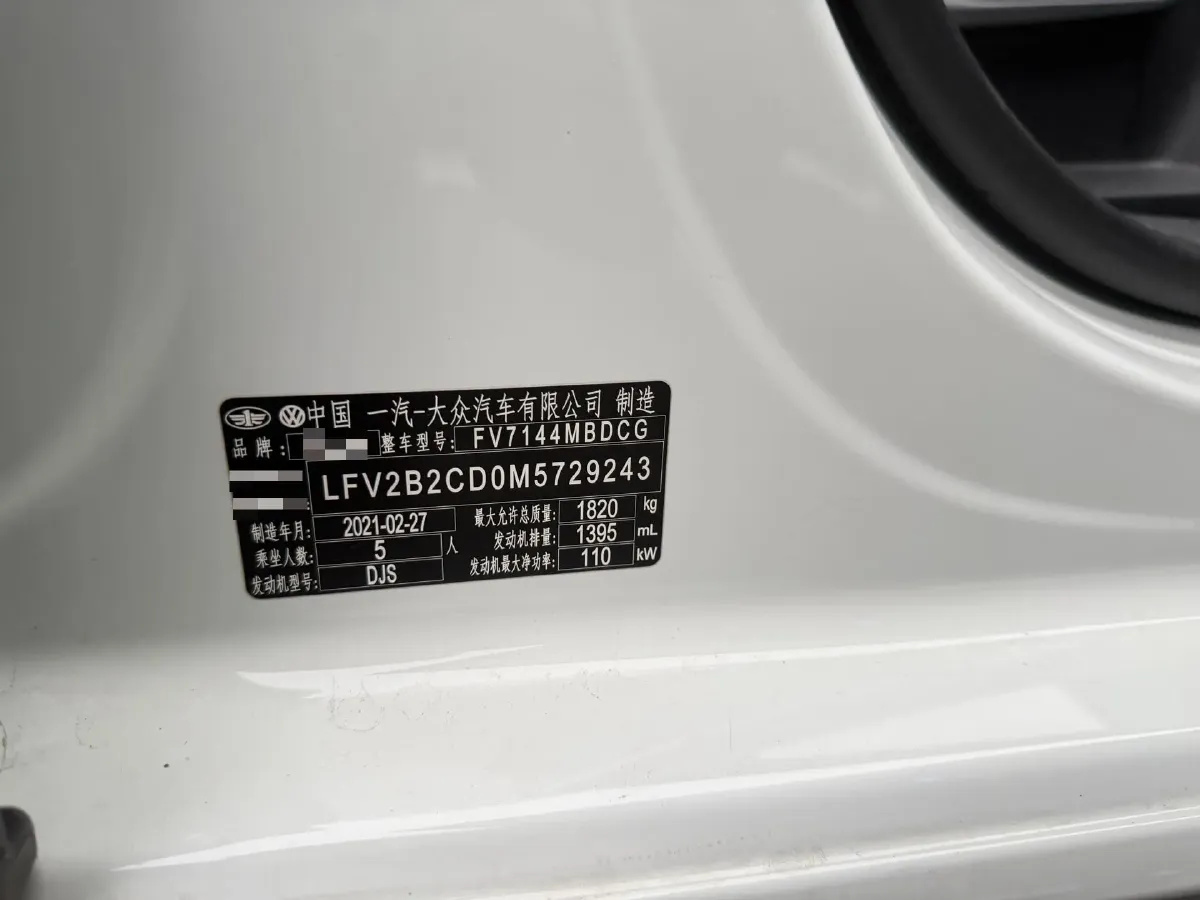 中国 一汽-大众汽车有限公司 制造
品牌: 整车型号: FV7144MBDCG
LFV2B2CD0M5729243
制造年月: 2021-02-27 最大允许总质量: 1820 kg
乘坐人数: 5 人 发动机排量: 1395 mL
发动机型号: DJS 发动机最大净功率: 110 kW